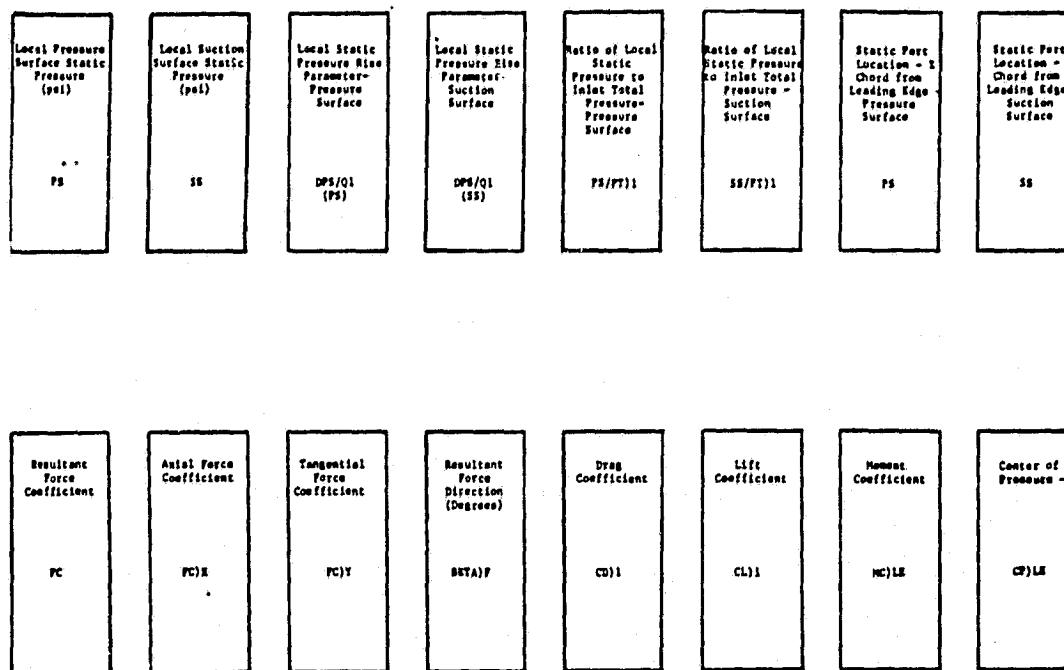 Local Pressure
Surface Static
Pressure
(psi)
PS
Local Suction
Surface Static
Pressure
(psi)
SS
Local Static
Pressure Rise
Parameter-
Pressure
Surface
DPS/Q1
(PS)
Local Static
Pressure Rise
Parameter-
Suction
Surface
DPS/Q1
(SS)
Ratio of Local
Static
Pressure to
Inlet Total
Pressure-
Pressure
Surface
PS/PT)1
Ratio of Local
Static Pressure
to Inlet Total
Pressure -
Suction
Surface
SS/PT)1
Static Port
Location - %
Chord from
Leading Edge -
Pressure
Surface
PS
Static Port
Location -
Chord from
Leading Edge
Suction
Surface
SS
Resultant
Force
Coefficient
FC
Axial Force
Coefficient
FC)X
Tangential
Force
Coefficient
FC)Y
Resultant
Force
Direction
(Degrees)
BETA)F
Drag
Coefficient
CD)1
Lift
Coefficient
CL)1
Moment
Coefficient
MC)LE
Center of
Pressure -
CP)LE